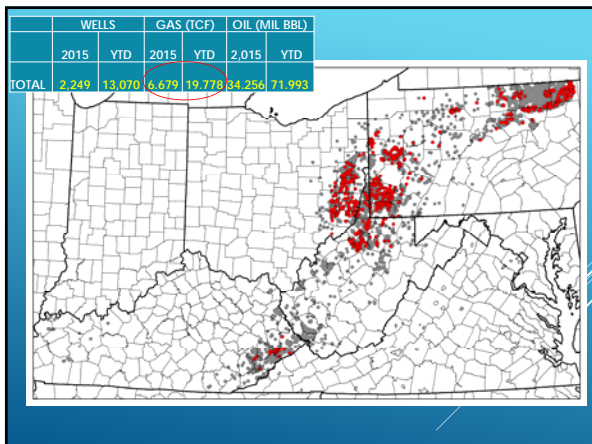 WELLS GAS (TCF) OIL (MIL BBL)
2015 YTD 2015 YTD 2,015 YTD
TOTAL 2,249 13,070 6.679 19.778 34.256 71.993